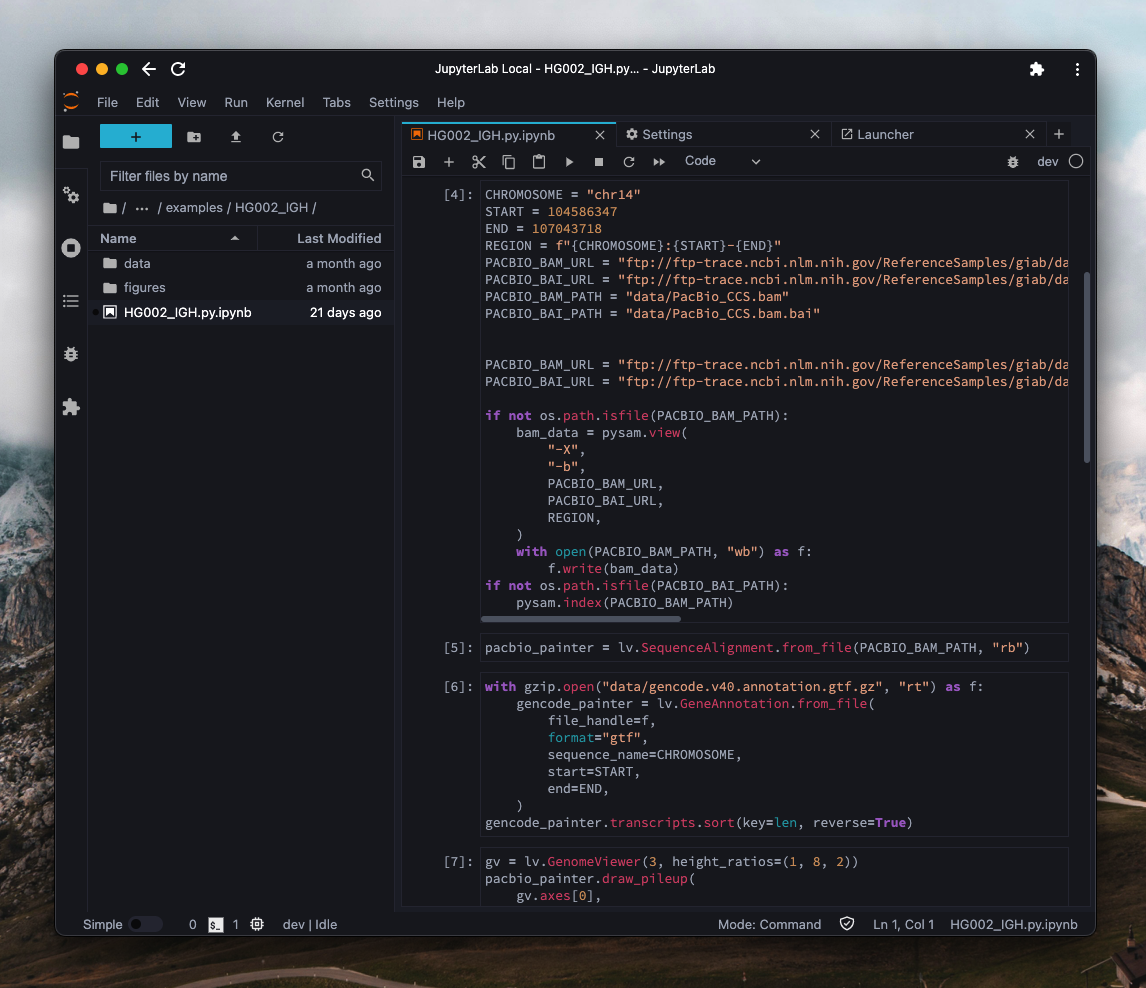 JupyterLab Local - HG002_IGH.py... - JupyterLab
File Edit View Run Kernel Tabs Settings Help
+
Filter files by name
/ ... / examples / HG002_IGH /
Name Last Modified
data a month ago
figures a month ago
HG002_IGH.py.ipynb 21 days ago
HG002_IGH.py.ipynb Settings Launcher
Code dev
[4]: CHROMOSOME = "chr14"
START = 104586347
END = 107043718
REGION = f"{CHROMOSOME}:{START}-{END}"
PACBIO_BAM_URL = "ftp://ftp-trace.ncbi.nlm.nih.gov/ReferenceSamples/giab/da
PACBIO_BAI_URL = "ftp://ftp-trace.ncbi.nlm.nih.gov/ReferenceSamples/giab/da
PACBIO_BAM_PATH = "data/PacBio_CCS.bam"
PACBIO_BAI_PATH = "data/PacBio_CCS.bam.bai"
PACBIO_BAM_URL = "ftp://ftp-trace.ncbi.nlm.nih.gov/ReferenceSamples/giab/da
PACBIO_BAI_URL = "ftp://ftp-trace.ncbi.nlm.nih.gov/ReferenceSamples/giab/da
if not os.path.isfile(PACBIO_BAM_PATH):
    bam_data = pysam.view(
        "-X",
        "-b",
        PACBIO_BAM_URL,
        PACBIO_BAI_URL,
        REGION,
    )
    with open(PACBIO_BAM_PATH, "wb") as f:
        f.write(bam_data)
if not os.path.isfile(PACBIO_BAI_PATH):
    pysam.index(PACBIO_BAM_PATH)
[5]: pacbio_painter = lv.SequenceAlignment.from_file(PACBIO_BAM_PATH, "rb")
[6]: with gzip.open("data/gencode.v40.annotation.gtf.gz", "rt") as f:
    gencode_painter = lv.GeneAnnotation.from_file(
        file_handle=f,
        format="gtf",
        sequence_name=CHROMOSOME,
        start=START,
        end=END,
    )
gencode_painter.transcripts.sort(key=len, reverse=True)
[7]: gv = lv.GenomeViewer(3, height_ratios=(1, 8, 2))
pacbio_painter.draw_pileup(
    gv.axes[0],
Simple 0 $_ 1 dev | Idle Mode: Command Ln 1, Col 1 HG002_IGH.py.ipynb